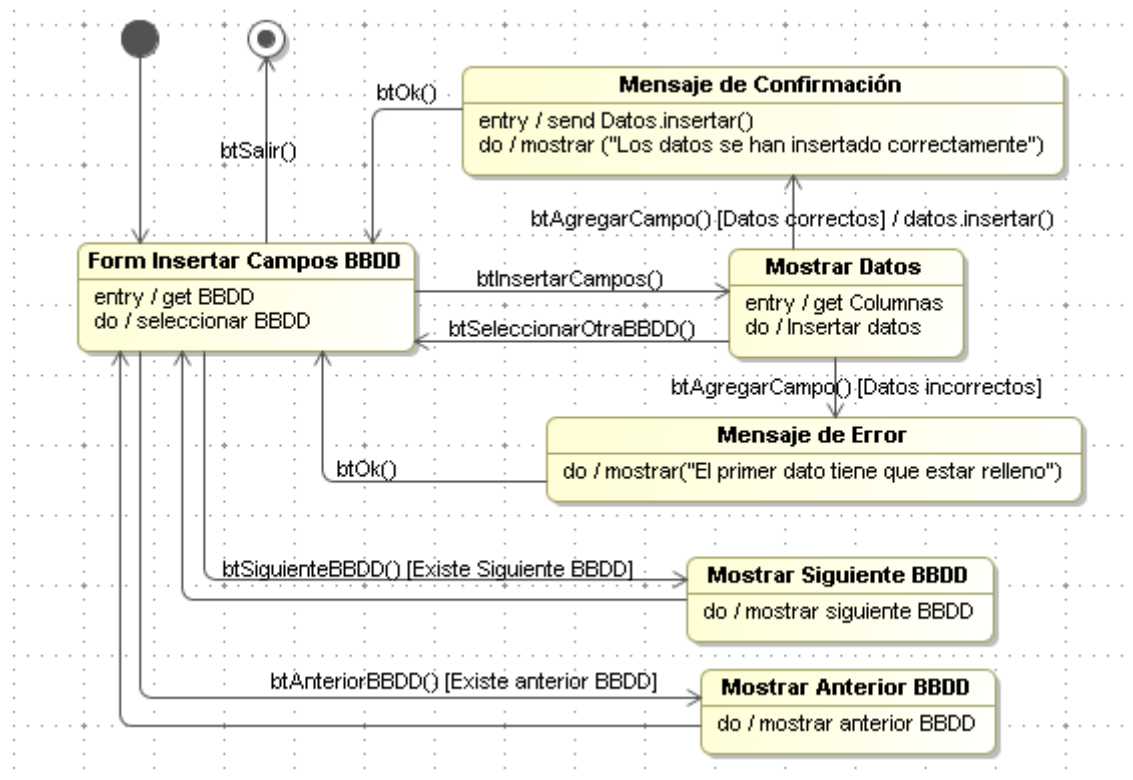 Mensaje de Confirmación
entry / send Datos.insertar()
do / mostrar ("Los datos se han insertado correctamente")
btOk()
btSalir()
btAgregarCampo() [Datos correctos] / datos.insertar()
Form Insertar Campos BBDD
entry / get BBDD
do / seleccionar BBDD
btInsertarCampos()
btSeleccionarOtraBBDD()
Mostrar Datos
entry / get Columnas
do / Insertar datos
btAgregarCampo() [Datos incorrectos]
Mensaje de Error
do / mostrar("El primer dato tiene que estar relleno")
btOk()
btSiguienteBBDD() [Existe Siguiente BBDD]
Mostrar Siguiente BBDD
do / mostrar siguiente BBDD
btAnteriorBBDD() [Existe anterior BBDD]
Mostrar Anterior BBDD
do / mostrar anterior BBDD